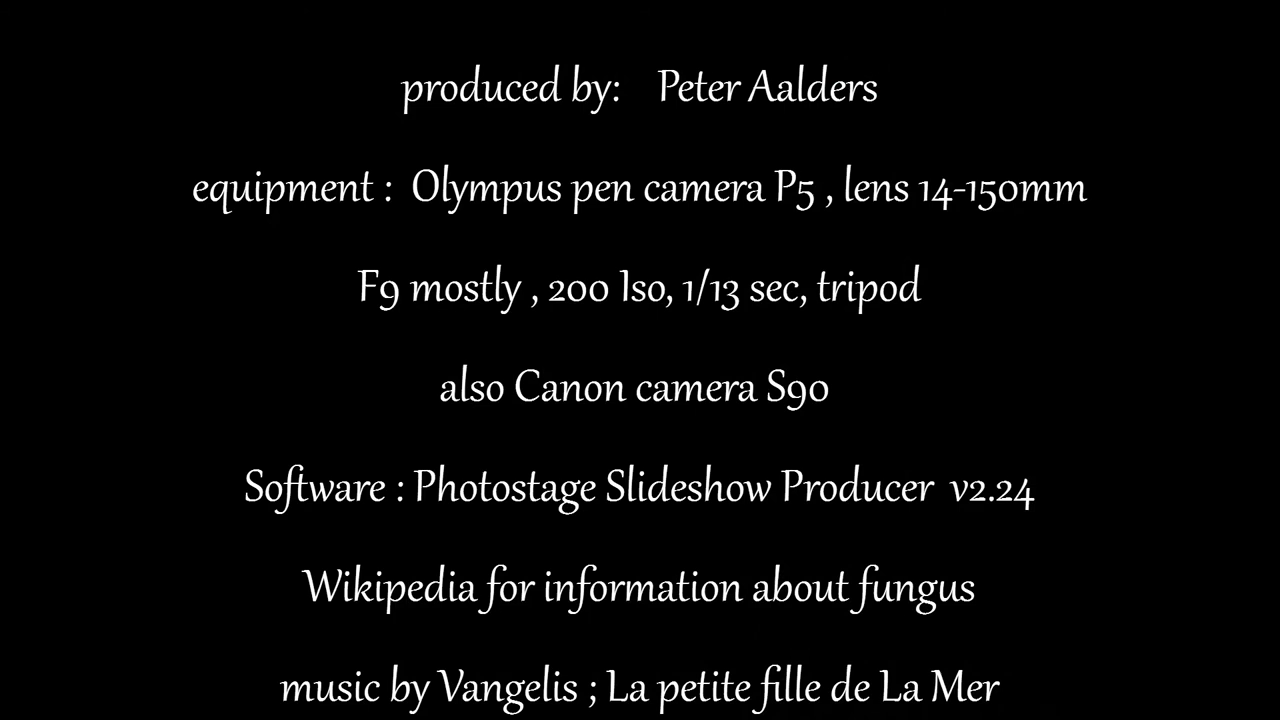 produced by: Peter Aalders
equipment : Olympus pen camera P5 , lens 14-150mm
F9 mostly , 200 Iso, 1/13 sec, tripod
also Canon camera S90
Software : Photostage Slideshow Producer v2.24
Wikipedia for information about fungus
music by Vangelis ; La petite fille de La Mer